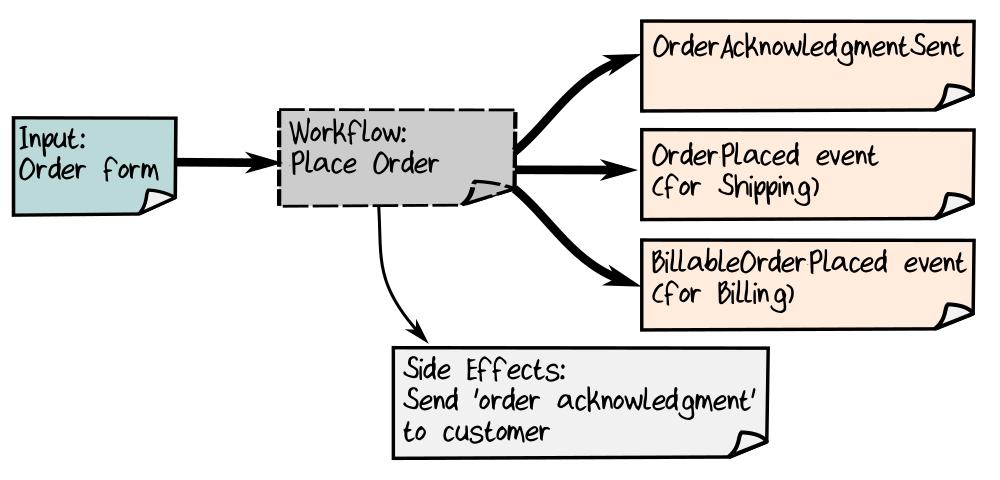 Input:
Order form
Workflow:
Place Order
OrderAcknowledgmentSent
OrderPlaced event
(for Shipping)
BillableOrderPlaced event
(for Billing)
Side Effects:
Send 'order acknowledgment'
to customer